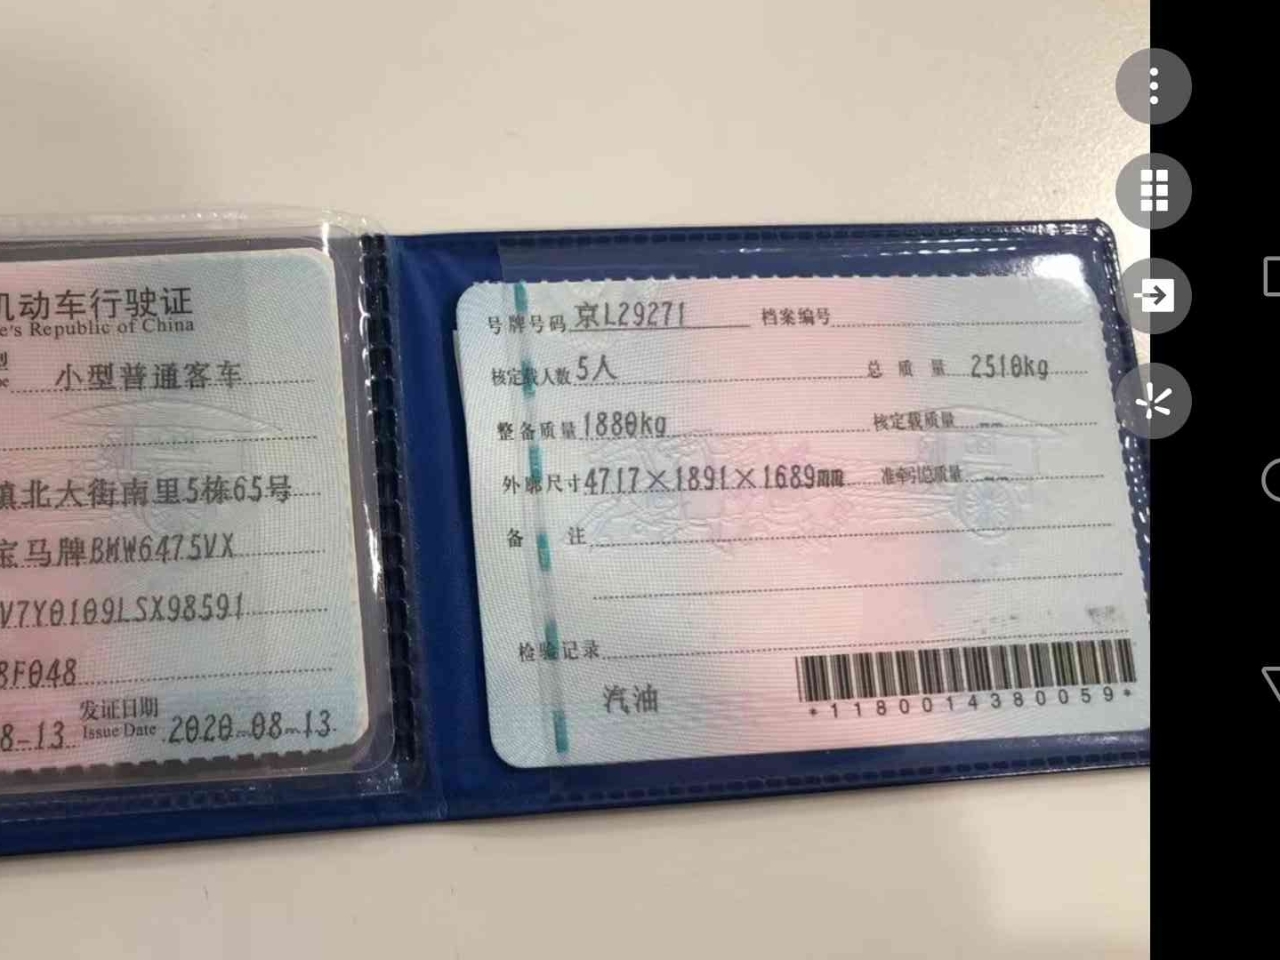 机动车行驶证
e's Republic of China
小型普通客车
镇北大街南里5栋65号
宝马牌BMW6475VX
V7Y0109LSX98591
8F048
8-13 发证日期 Issue Date 2020-08-13
号牌号码 京L29271 档案编号
核定载人数 5人 总质量 2510kg
整备质量 1880kg 核定载质量 --
外廓尺寸 4717×1891×1689mm 准牵引总质量 --
备注
检验记录
汽油
*1180014380059*